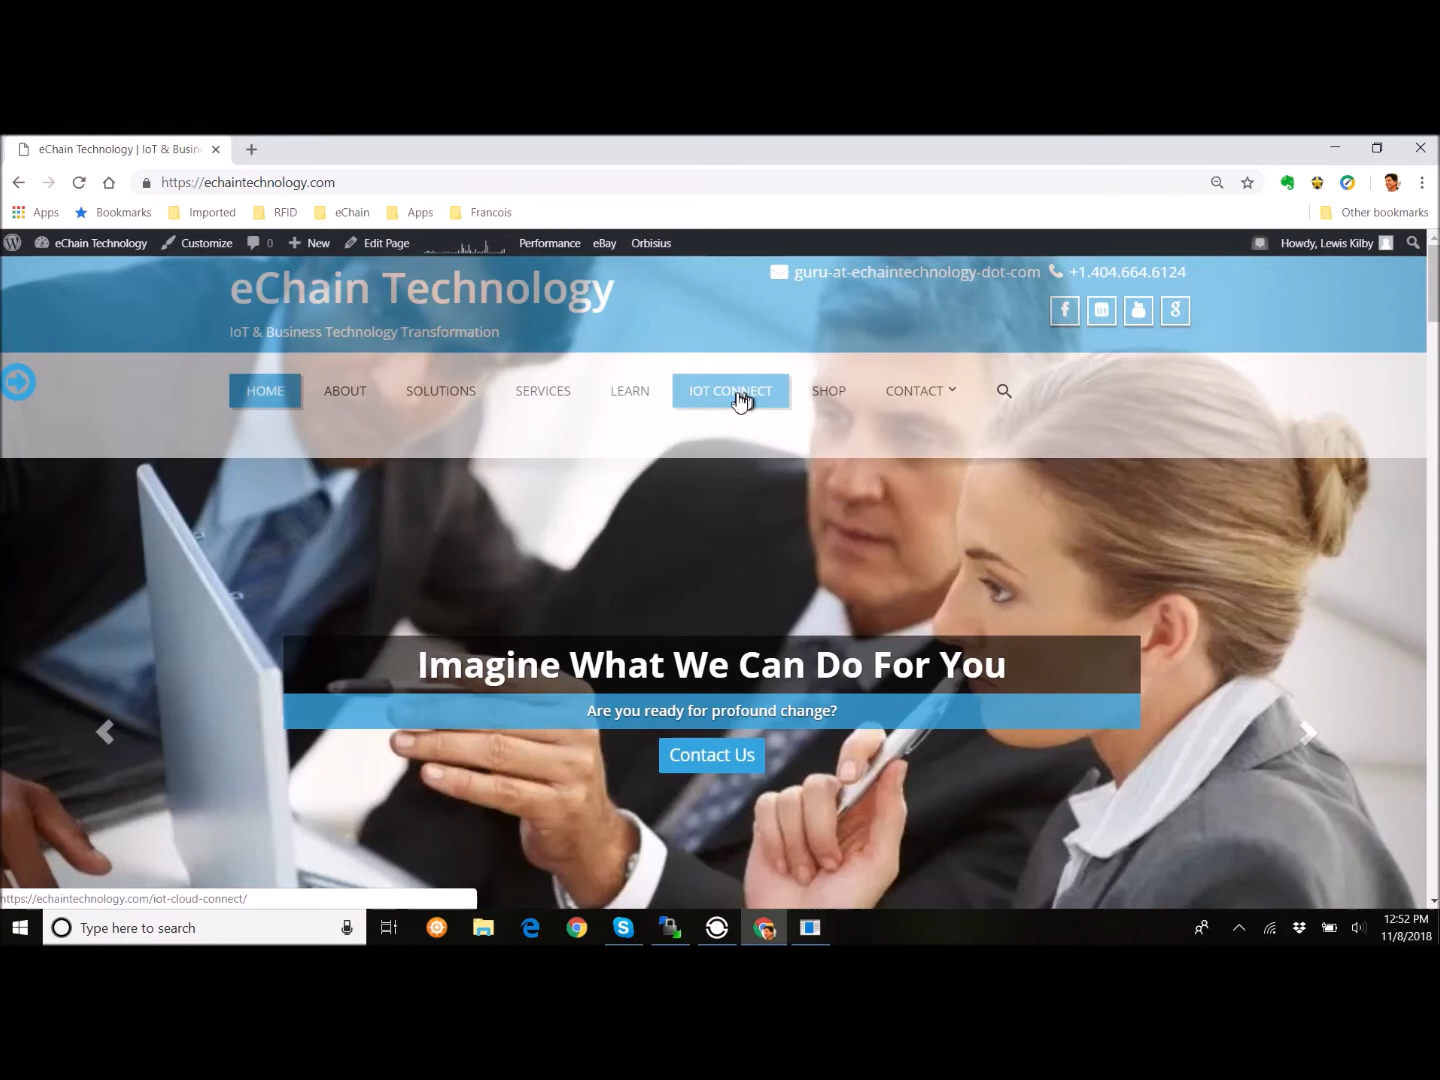 eChain Technology | IoT & Busin
https://echaintechnology.com
Apps Bookmarks Imported RFID eChain Apps Francois Other bookmarks
eChain Technology Customize 0 New Edit Page Performance eBay Orbisius Howdy, Lewis Kilby
eChain Technology
guru-at-echaintechnology-dot-com +1.404.664.6124
IoT & Business Technology Transformation
HOME ABOUT SOLUTIONS SERVICES LEARN IOT CONNECT SHOP CONTACT
Imagine What We Can Do For You
Are you ready for profound change?
Contact Us
https://echaintechnology.com/iot-cloud-connect/
Type here to search
12:52 PM
11/8/2018